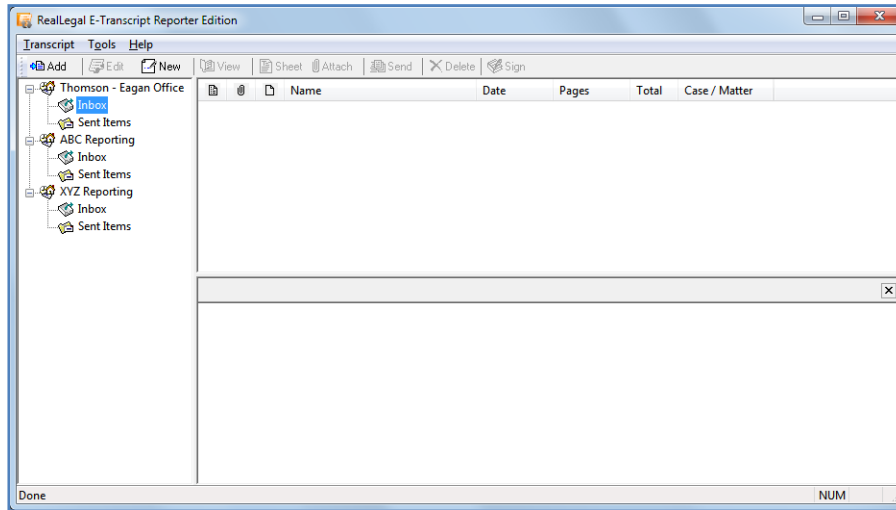 RealLegal E-Transcript Reporter Edition
Transcript Tools Help
Add Edit New View Sheet Attach Send Delete Sign
Thomson - Eagan Office
Inbox
Sent Items
ABC Reporting
Inbox
Sent Items
XYZ Reporting
Inbox
Sent Items
Name Date Pages Total Case / Matter
Done NUM